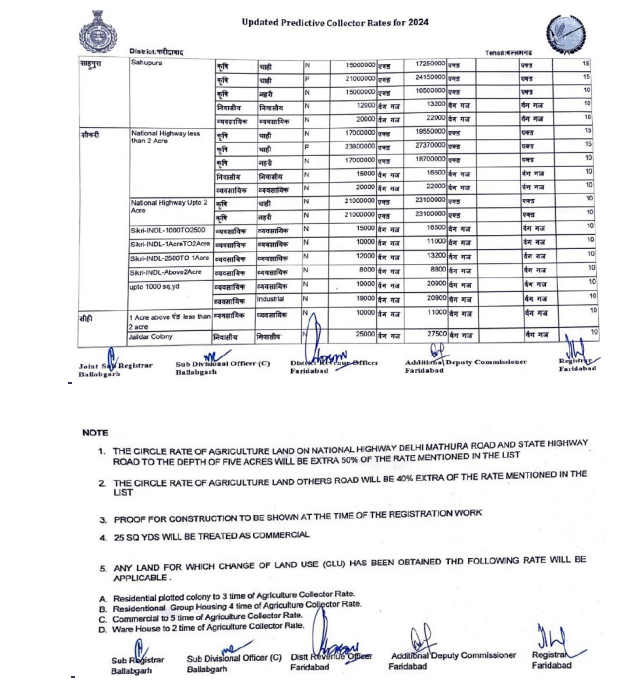 Updated Predictive Collector Rates for 2024
District:फरीदाबाद Tehsil:बल्लभगढ
साहुपुरा Sahupura कृषि चाही N 15000000 एकड 17250000 एकड एकड 15
कृषि चाही P 21000000 एकड 24150000 एकड एकड 15
कृषि नहरी N 15000000 एकड 16500000 एकड एकड 10
निवासीय निवासीय N 12000 वर्ग गज 13200 वर्ग गज वर्ग गज 10
व्यवसायिक व्यवसायिक N 20000 वर्ग गज 22000 वर्ग गज वर्ग गज 10
सीकरी National Highway less कृषि चाही N 17000000 एकड 19550000 एकड एकड 15
than 2 Acre कृषि चाही P 23800000 एकड 27370000 एकड एकड 15
कृषि नहरी N 17000000 एकड 18700000 एकड एकड 10
निवासीय निवासीय N 15000 वर्ग गज 16500 वर्ग गज वर्ग गज 10
व्यवसायिक व्यवसायिक N 20000 वर्ग गज 22000 वर्ग गज वर्ग गज 10
National Highway Upto 2 कृषि चाही N 21000000 एकड 23100000 एकड एकड 10
Acre कृषि नहरी N 21000000 एकड 23100000 एकड एकड 10
Sikri-INDL-1000TO2500 व्यवसायिक व्यवसायिक N 15000 वर्ग गज 16500 वर्ग गज वर्ग गज 10
Sikri-INDL-1AcreTO2Acre व्यवसायिक व्यवसायिक N 10000 वर्ग गज 11000 वर्ग गज वर्ग गज 10
Sikri-INDL-2500TO 1Acre व्यवसायिक व्यवसायिक N 12000 वर्ग गज 13200 वर्ग गज वर्ग गज 10
Sikri-INDL-Above2Acre व्यवसायिक व्यवसायिक N 8000 वर्ग गज 8800 वर्ग गज वर्ग गज 10
upto 1000 sq.yd व्यवसायिक व्यवसायिक N 19000 वर्ग गज 20900 वर्ग गज वर्ग गज 10
व्यवसायिक Industrial N 19000 वर्ग गज 20900 वर्ग गज वर्ग गज 10
सीही 1 Acre above एंड less than व्यवसायिक व्यवसायिक N 10000 वर्ग गज 11000 वर्ग गज वर्ग गज 10
2 acre
Jaildar Colony निवासीय निवासीय N 25000 वर्ग गज 27500 वर्ग गज वर्ग गज 10
Joint Sub Registrar Sub Divisional Officer (C) District Revenue Officer Additional Deputy Commissioner Registrar
Ballabgarh Ballabgarh Faridabad Faridabad Faridabad
NOTE
1. THE CIRCLE RATE OF AGRICULTURE LAND ON NATIONAL HIGHWAY DELHI MATHURA ROAD AND STATE HIGHWAY
ROAD TO THE DEPTH OF FIVE ACRES WILL BE EXTRA 50% OF THE RATE MENTIONED IN THE LIST
2. THE CIRCLE RATE OF AGRICULTURE LAND OTHERS ROAD WILL BE 40% EXTRA OF THE RATE MENTIONED IN THE
LIST
3. PROOF FOR CONSTRUCTION TO BE SHOWN AT THE TIME OF THE REGISTRATION WORK
4. 25 SQ YDS WILL BE TREATED AS COMMERCIAL
5. ANY LAND FOR WHICH CHANGE OF LAND USE (CLU) HAS BEEN OBTAINED THD FOLLOWING RATE WILL BE
APPLICABLE .
A. Residential plotted colony to 3 time of Agriculture Collector Rate.
B. Residentional Group Housing 4 time of Agriculture Collector Rate.
C. Commercial to 5 time of Agriculture Collector Rate.
D. Ware House to 2 time of Agriculture Collector Rate.
Sub Registrar Sub Divisional Officer (C) Distt Revenue Officer Additional Deputy Commissioner Registrar
Ballabgarh Ballabgarh Faridabad Faridabad Faridabad